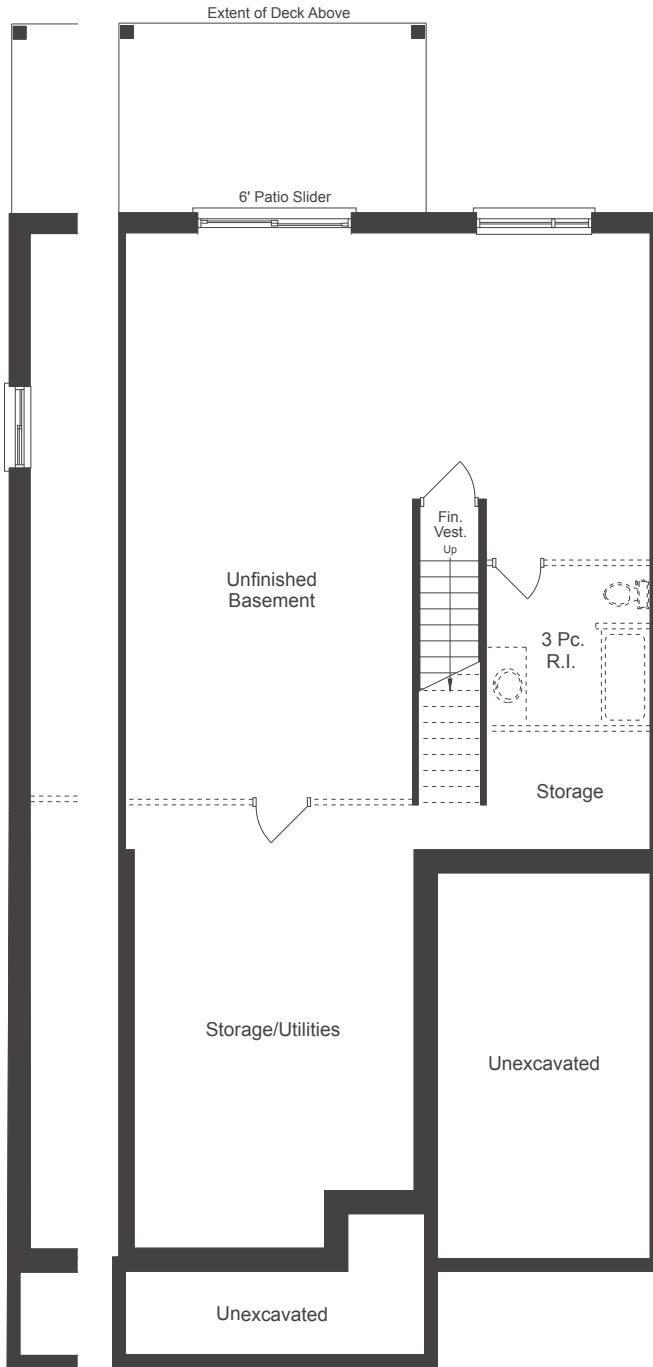 Extent of Deck Above
6' Patio Slider
Fin.
Vest.
Up
Unfinished
Basement
3 Pc.
R.I.
Storage
Storage/Utilities
Unexcavated
Unexcavated